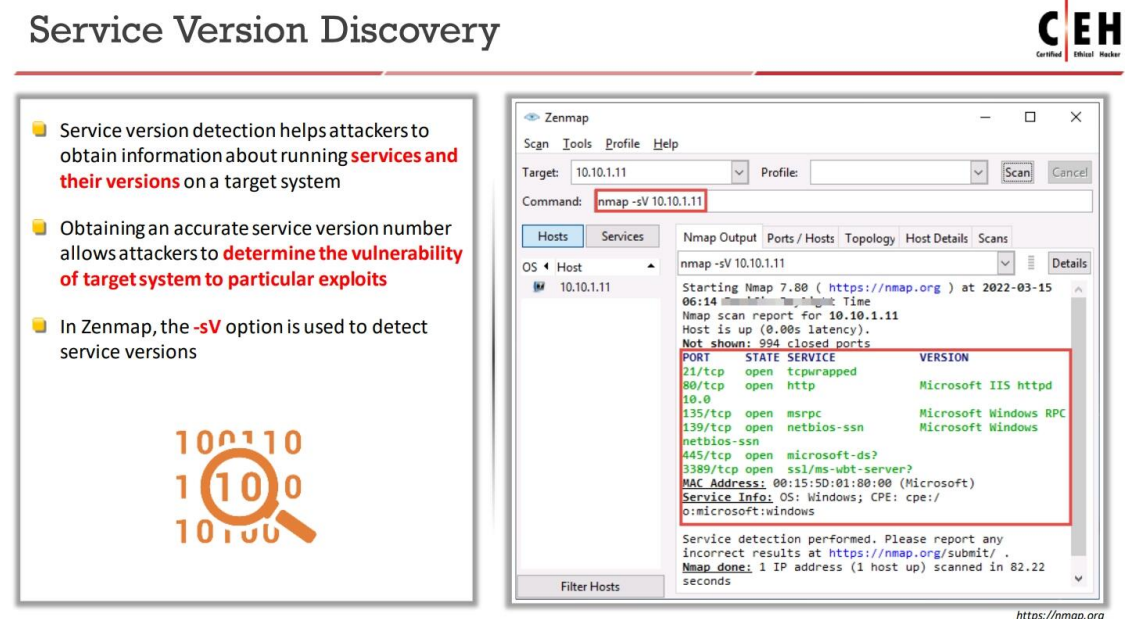 Service Version Discovery
C|EH
Certified Ethical Hacker
Service version detection helps attackers to
obtain information about running services and
their versions on a target system
Obtaining an accurate service version number
allows attackers to determine the vulnerability
of target system to particular exploits
In Zenmap, the -sV option is used to detect
service versions
100110
1 10 0
10100
Zenmap
Scan Tools Profile Help
Target: 10.10.1.11 Profile: Scan Cancel
Command: nmap -sV 10.10.1.11
Hosts Services
OS Host
10.10.1.11
Filter Hosts
Nmap Output Ports / Hosts Topology Host Details Scans
nmap -sV 10.10.1.11 Details
Starting Nmap 7.80 ( https://nmap.org ) at 2022-03-15
06:14 Time
Nmap scan report for 10.10.1.11
Host is up (0.00s latency).
Not shown: 994 closed ports
PORT STATE SERVICE VERSION
21/tcp open tcpwrapped
80/tcp open http Microsoft IIS httpd
10.0
135/tcp open msrpc Microsoft Windows RPC
139/tcp open netbios-ssn Microsoft Windows
netbios-ssn
445/tcp open microsoft-ds?
3389/tcp open ssl/ms-wbt-server?
MAC Address: 00:15:5D:01:80:00 (Microsoft)
Service Info: OS: Windows; CPE: cpe:/
o:microsoft:windows
Service detection performed. Please report any
incorrect results at https://nmap.org/submit/ .
Nmap done: 1 IP address (1 host up) scanned in 82.22
seconds
https://nmap.org